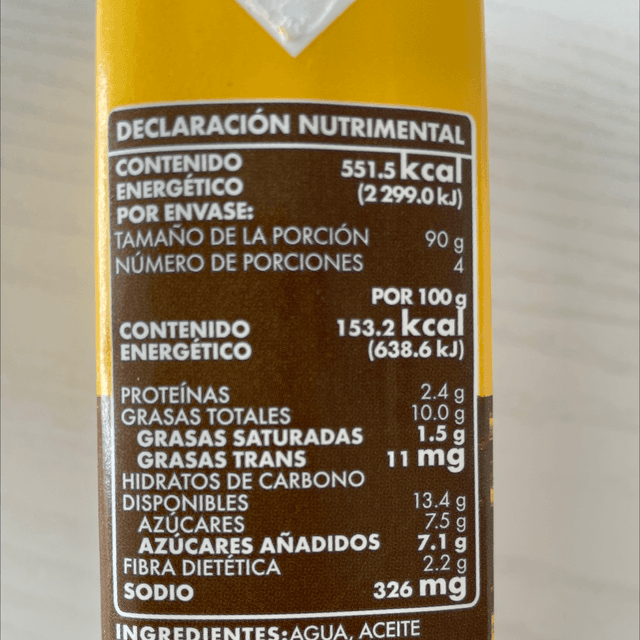 DECLARACIÓN NUTRIMENTAL
CONTENIDO ENERGÉTICO POR ENVASE: 551.5 kcal (2 299.0 kJ)
TAMAÑO DE LA PORCIÓN 90 g
NÚMERO DE PORCIONES 4
POR 100 g
CONTENIDO ENERGÉTICO 153.2 kcal (638.6 kJ)
PROTEÍNAS 2.4 g
GRASAS TOTALES 10.0 g
GRASAS SATURADAS 1.5 g
GRASAS TRANS 11 mg
HIDRATOS DE CARBONO
DISPONIBLES 13.4 g
AZÚCARES 7.5 g
AZÚCARES AÑADIDOS 7.1 g
FIBRA DIETÉTICA 2.2 g
SODIO 326 mg
INGREDIENTES: AGUA, ACEITE